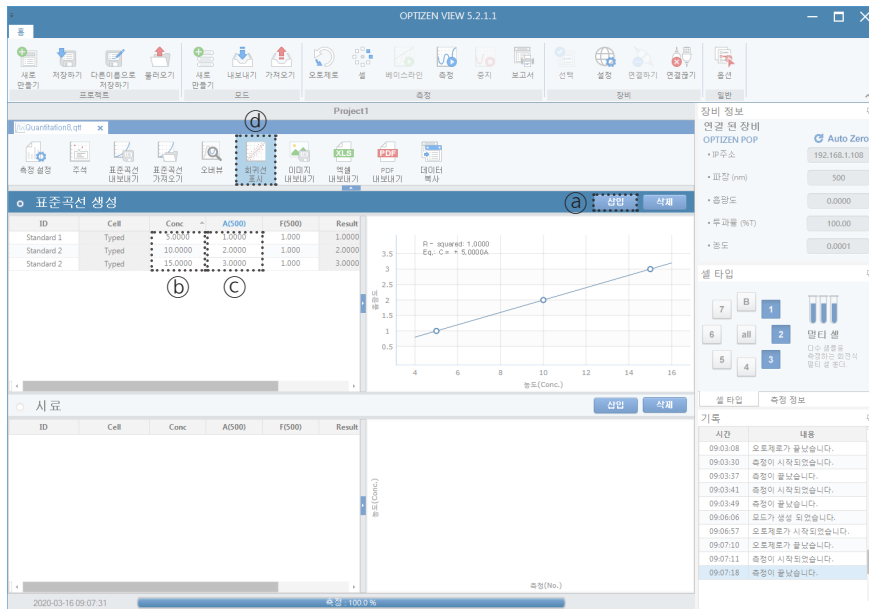 OPTIZEN VIEW 5.2.1.1
홈
새로 만들기 저장하기 다른이름으로 저장하기 불러오기 새로 만들기 내보내기 가져오기 오토제로 셀 베이스라인 측정 중지 보고서 선택 설정 연결하기 연결끊기 옵션
프로젝트 모드 측정 장비 일반
Project1
Quantitation8.qtt x
ⓓ
측정 설정 주석 표준곡선 내보내기 표준곡선 가져오기 오버뷰 회귀선 표시 이미지 내보내기 엑셀 내보내기 PDF 내보내기 데이터 복사
XLS PDF
표준곡선 생성 ⓐ 삽입 삭제
ID Cell Conc A(500) F(500) Result
Standard 1 Typed 5.0000 1.0000 1.000 1.0000
Standard 2 Typed 10.0000 2.0000 1.000 2.0000
Standard 2 Typed 15.0000 3.0000 1.000 3.0000
ⓑ ⓒ
R- squared: 1.0000
Eq.: C = + 5.0000A
3.5
3
2.5
2
1.5
1
0.5
흡광도
4 6 8 10 12 14 16
농도(Conc.)
시료 삽입 삭제
ID Cell Conc A(500) F(500) Result
농도(Conc.)
측정(No.)
장비 정보
연결 된 장비
OPTIZEN POP Auto Zero
• IP주소 192.168.1.108
• 파장 (nm) 500
• 흡광도 0.0000
• 투과율 (%T) 100.00
• 농도 0.0001
셀 타입
7 B 1
6 all 2
5 4 3
멀티 셀
다수 샘플을
측정하는 회전식
멀티 셀 홀더.
셀 타입 측정 정보
기록
시간 내용
09:03:08 오토제로가 끝났습니다.
09:03:30 측정이 시작되었습니다.
09:03:37 측정이 끝났습니다.
09:03:41 측정이 시작되었습니다.
09:03:49 측정이 끝났습니다.
09:06:06 모드가 생성 되었습니다.
09:06:57 오토제로가 시작되었습니다.
09:07:10 오토제로가 끝났습니다.
09:07:11 측정이 시작되었습니다.
09:07:18 측정이 끝났습니다.
2020-03-16 09:07:31 측정 : 100.0 %